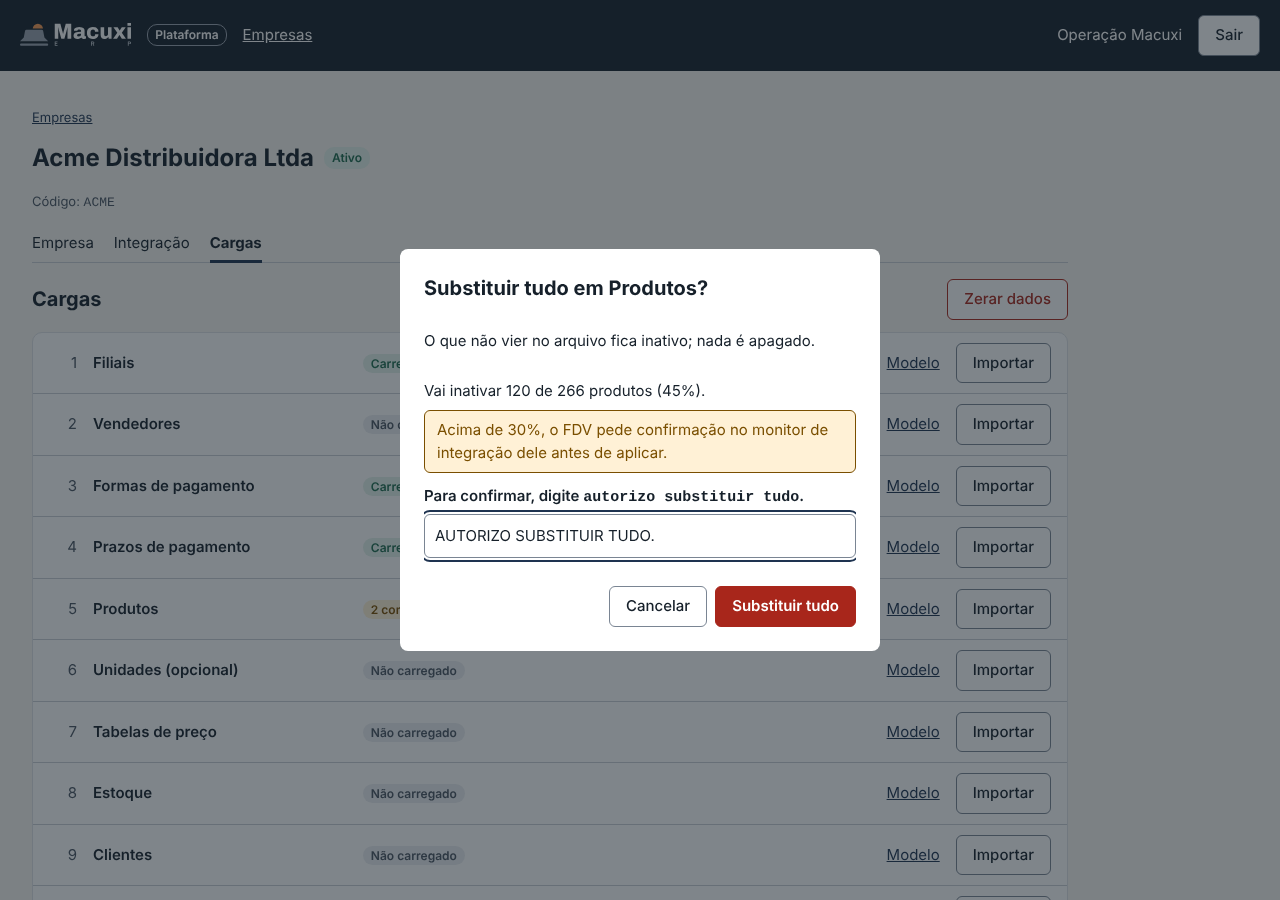 Macuxi
E R P
Plataforma
Empresas
Operação Macuxi
Sair
Empresas
Acme Distribuidora Ltda
Ativo
Código: ACME
Empresa
Integração
Cargas
Cargas
Zerar dados
1 Filiais Modelo Importar
2 Vendedores Modelo Importar
3 Formas de pagamento Modelo Importar
4 Prazos de pagamento Modelo Importar
5 Produtos Modelo Importar
6 Unidades (opcional) Não carregado Modelo Importar
7 Tabelas de preço Não carregado Modelo Importar
8 Estoque Não carregado Modelo Importar
9 Clientes Não carregado Modelo Importar
Substituir tudo em Produtos?
O que não vier no arquivo fica inativo; nada é apagado.
Vai inativar 120 de 266 produtos (45%).
Acima de 30%, o FDV pede confirmação no monitor de
integração dele antes de aplicar.
Para confirmar, digite autorizo substituir tudo.
AUTORIZO SUBSTITUIR TUDO.
Cancelar
Substituir tudo